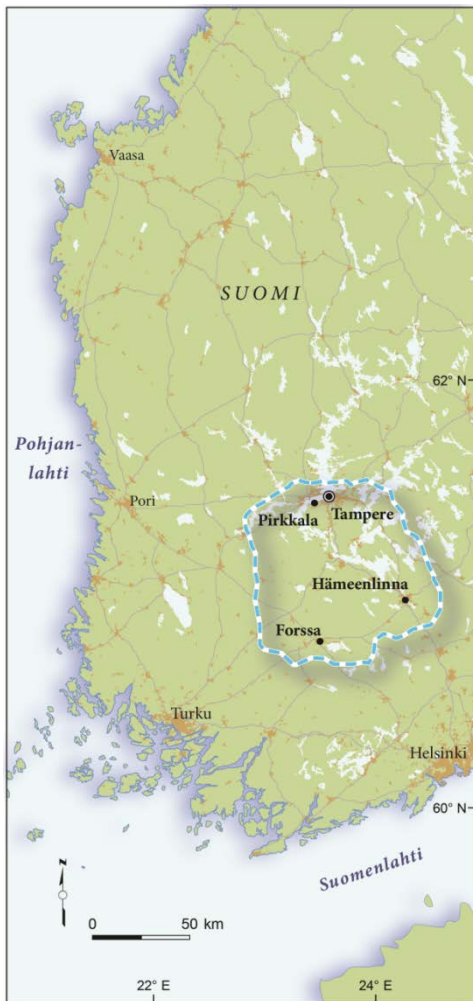 Vaasa
SUOMI
62° N
Pohjan-
lahti
Pori
Pirkkala
Tampere
Hämeenlinna
Forssa
Turku
Helsinki
60° N
Suomenlahti
N
0 50 km
22° E 24° E